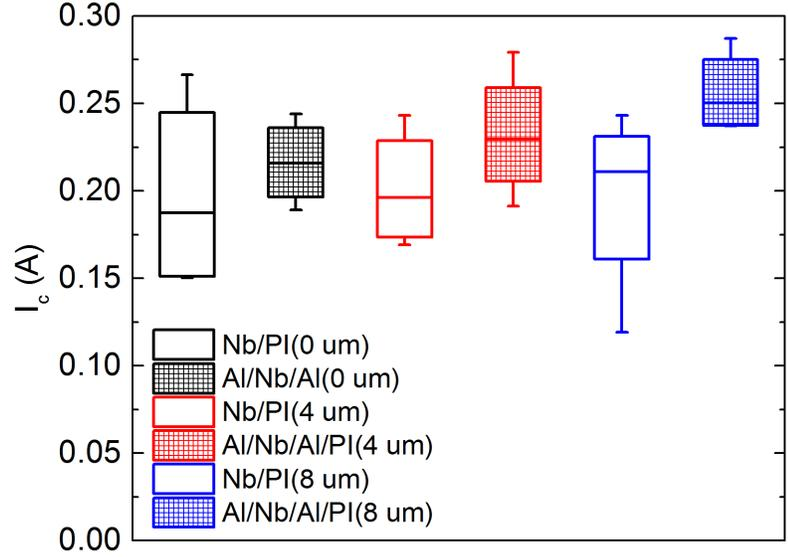 0.30
0.25
0.20
0.15
0.10
0.05
0.00
Ic (A)
Nb/PI(0 um)
Al/Nb/Al(0 um)
Nb/PI(4 um)
Al/Nb/Al/PI(4 um)
Nb/PI(8 um)
Al/Nb/Al/PI(8 um)